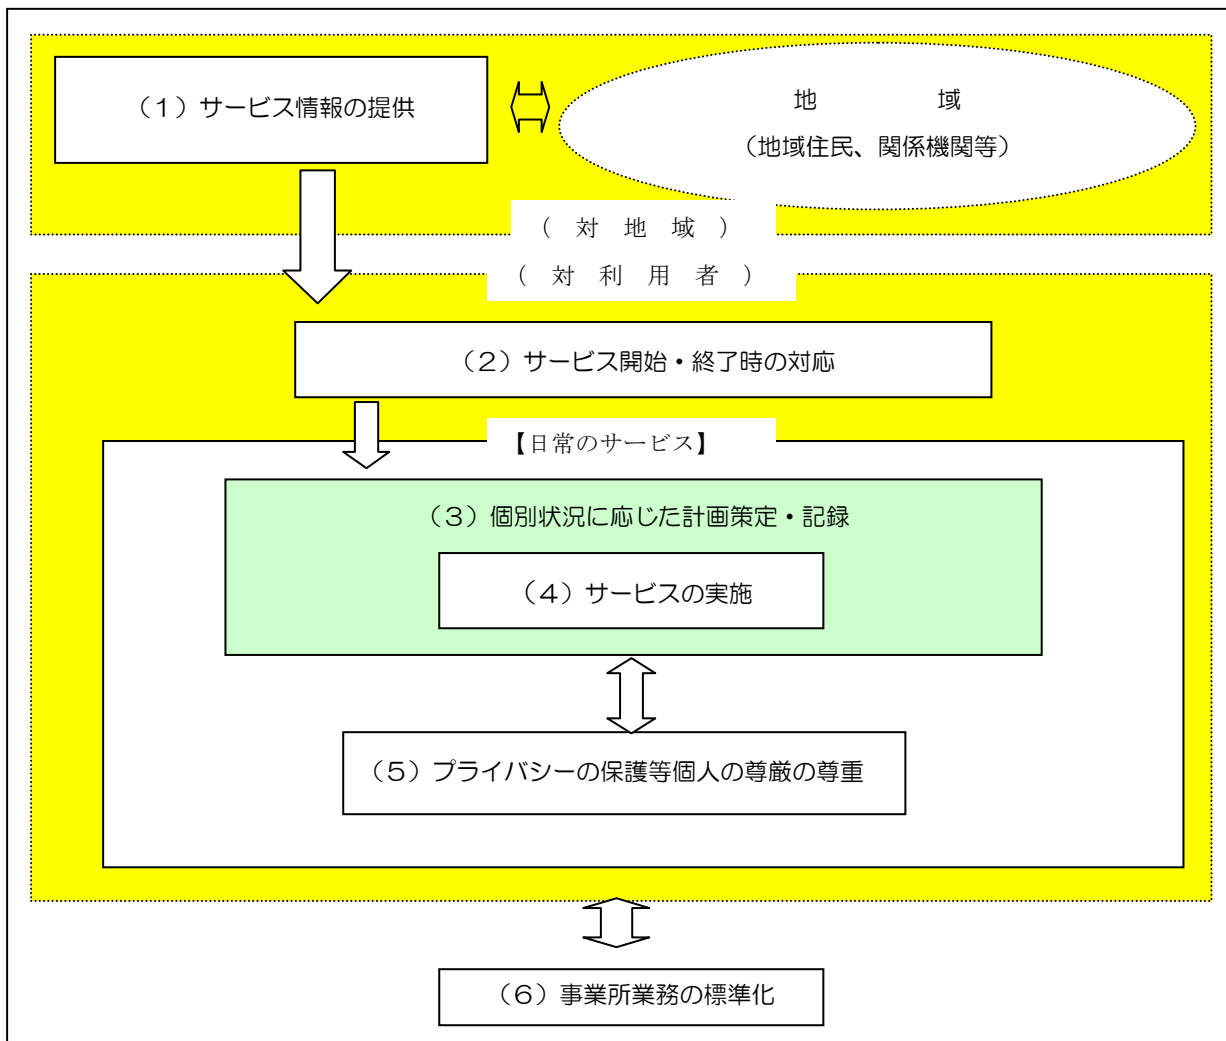 （１）サービス情報の提供
地　　　域
（地域住民、関係機関等）
（　対　地　域　）
（　対　利　用　者　）
（２）サービス開始・終了時の対応
【日常のサービス】
（３）個別状況に応じた計画策定・記録
（４）サービスの実施
（５）プライバシーの保護等個人の尊厳の尊重
（６）事業所業務の標準化